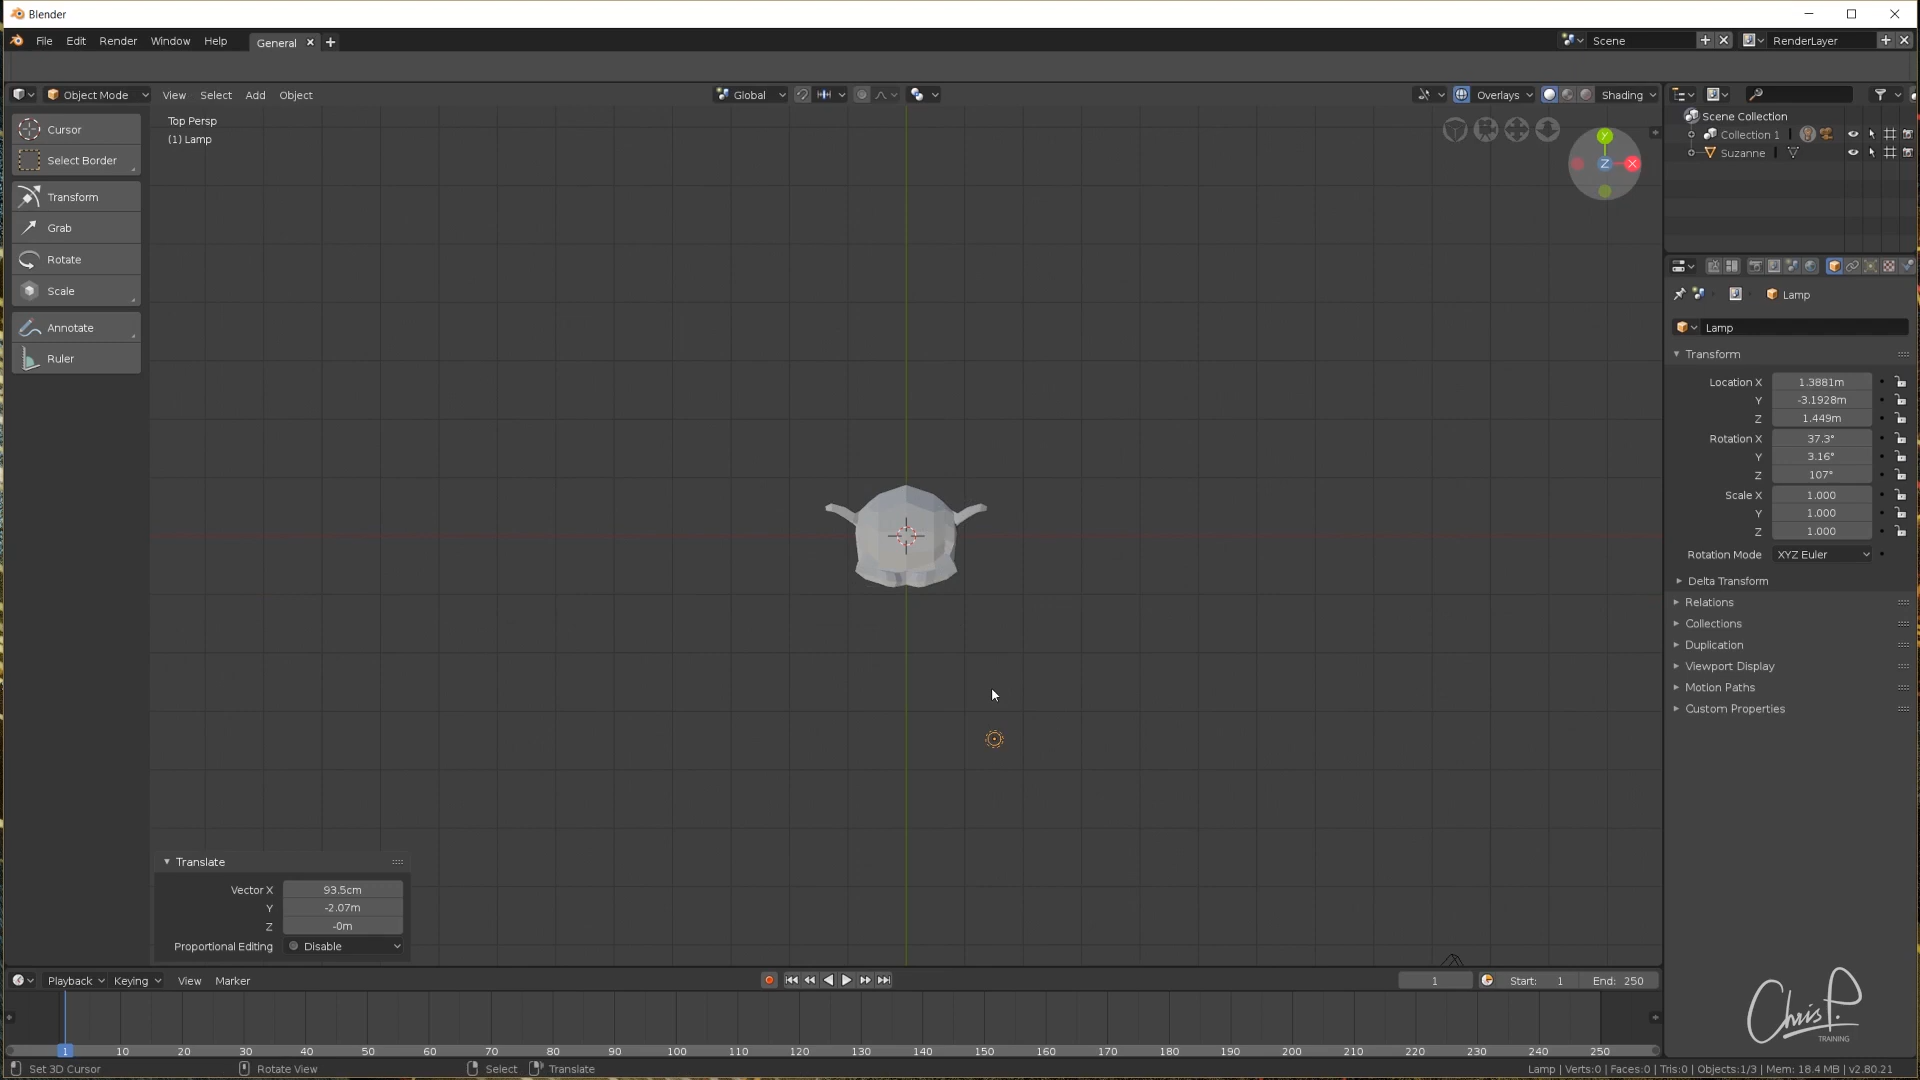 Blender
File Edit Render Window Help General Scene RenderLayer
Object Mode View Select Add Object Global Overlays Shading
Top Persp
(1) Lamp
Cursor
Select Border
Transform
Grab
Rotate
Scale
Annotate
Ruler
Y
Z X
Translate
Vector X 93.5cm
Y -2.07m
Z -0m
Proportional Editing Disable
Scene Collection
Collection 1
Suzanne
Lamp
Lamp
Transform
Location X 1.3881m
Y -3.1928m
Z 1.449m
Rotation X 37.3°
Y 3.16°
Z 107°
Scale X 1.000
Y 1.000
Z 1.000
Rotation Mode XYZ Euler
Delta Transform
Relations
Collections
Duplication
Viewport Display
Motion Paths
Custom Properties
Playback Keying View Marker 1 Start: 1 End: 250
1 10 20 30 40 50 60 70 80 90 100 110 120 130 140 150 160 170 180 190 200 210 220 230 240 250
Chris P.
TRAINING
Set 3D Cursor Rotate View Select Translate Lamp | Verts:0 | Faces:0 | Tris:0 | Objects:1/3 | Mem: 18.4 MB | v2.80.21